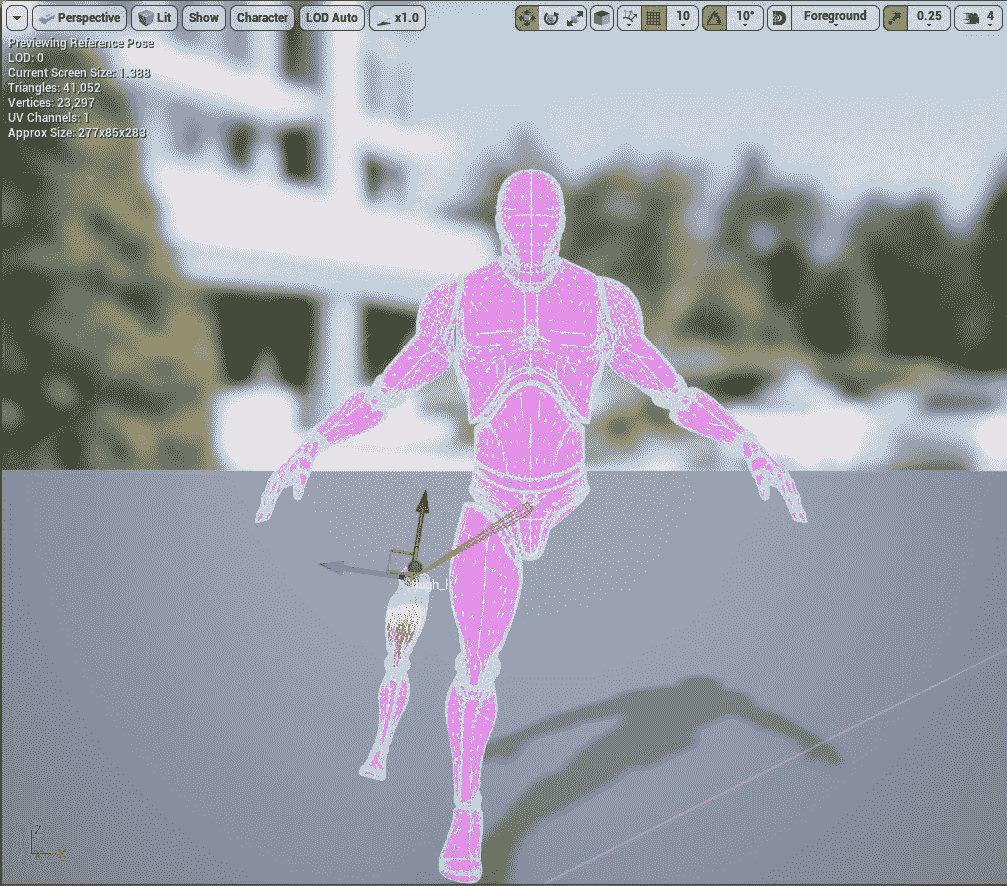 Perspective Lit Show Character LOD Auto x1.0 10 10° Foreground 0.25 4
Previewing Reference Pose
LOD: 0
Current Screen Size: 1.388
Triangles: 41,052
Vertices: 23,297
UV Channels: 1
Approx Size: 277x85x283
Z
X